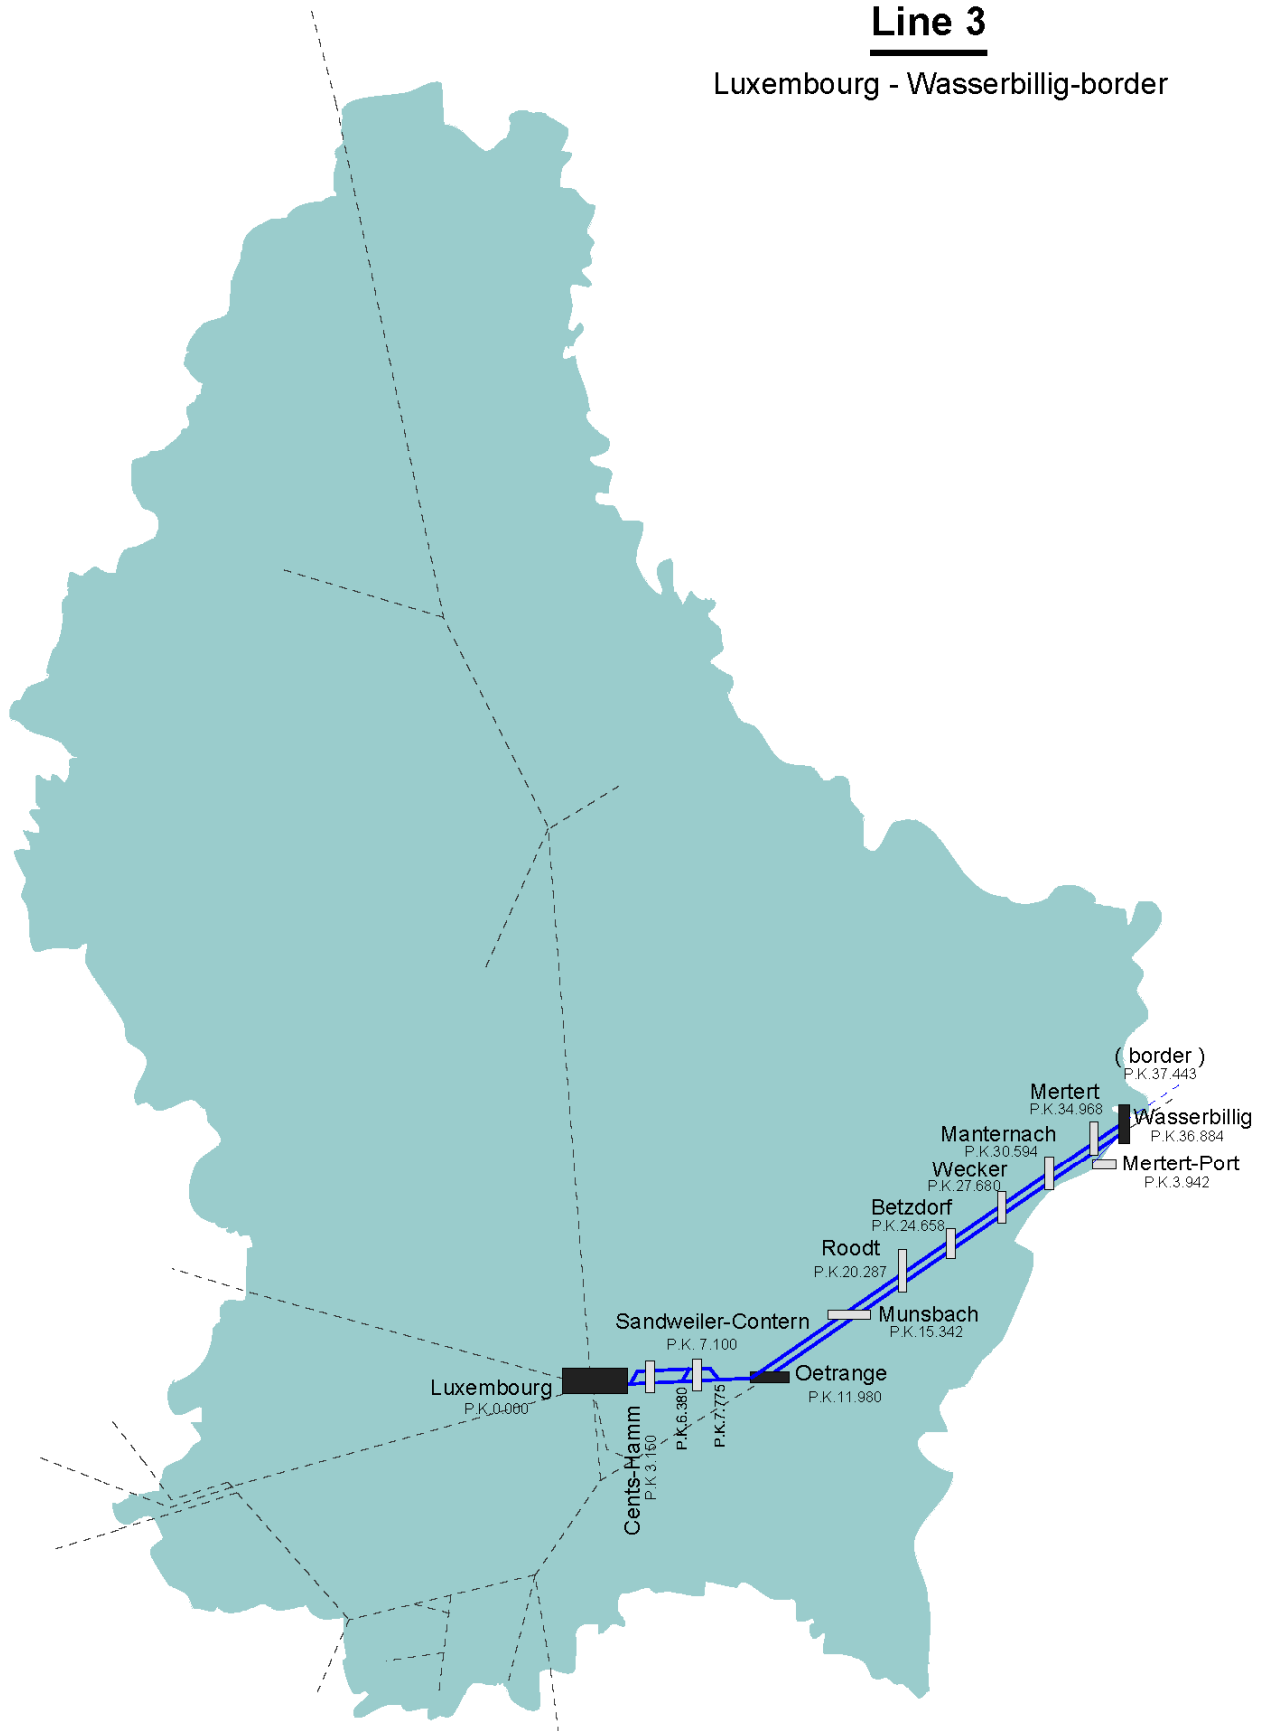 Line 3
Luxembourg - Wasserbillig-border
( border )
P.K.37.443
Mertert
P.K.34.968
Wasserbillig
P.K.36.884
Manternach
P.K.30.594
Mertert-Port
P.K.3.942
Wecker
P.K.27.680
Betzdorf
P.K.24.658
Roodt
P.K.20.287
Munsbach
P.K.15.342
Sandweiler-Contern
P.K. 7.100
Oetrange
P.K.11.980
Luxembourg
P.K.0.000
P.K.6.380
P.K.7.775
Cents-Hamm
P.K 3.150